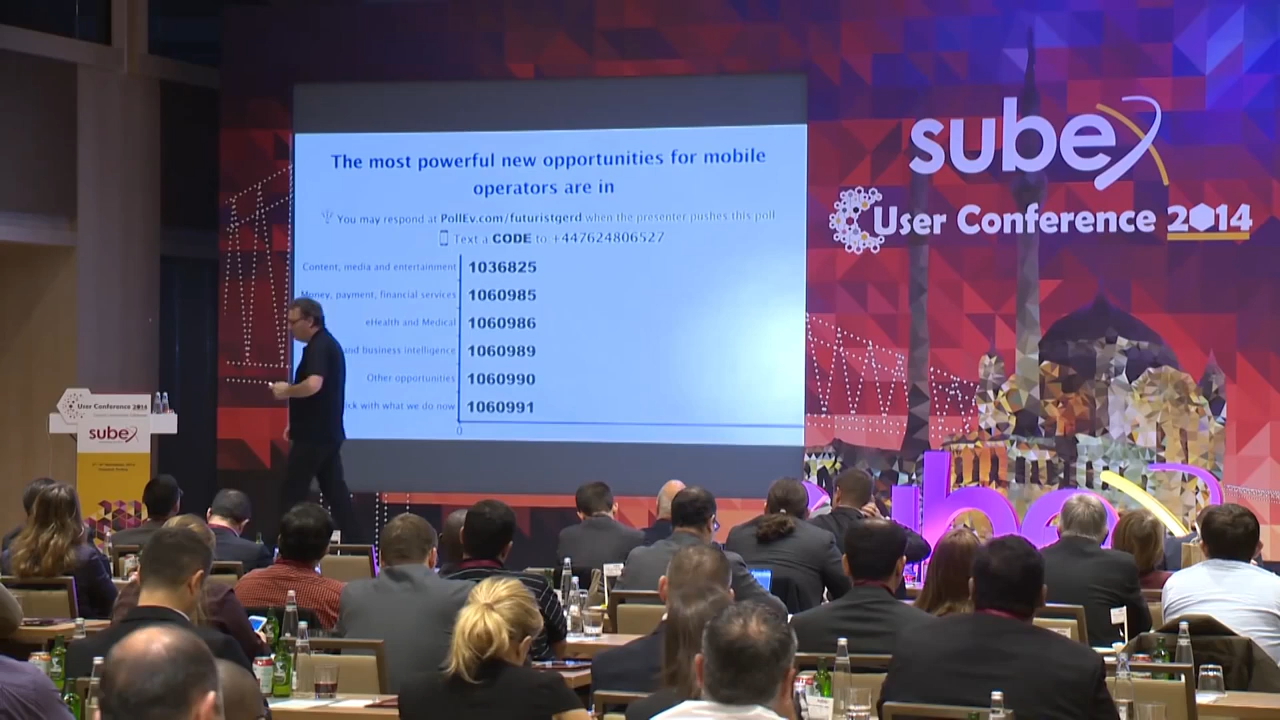 The most powerful new opportunities for mobile
operators are in
You may respond at PollEv.com/futuristgerd when the presenter pushes this poll
Text a CODE to +447624806527
Content, media and entertainment 1036825
Money, payment, financial services 1060985
eHealth and Medical 1060986
and business intelligence 1060989
Other opportunities 1060990
ick with what we do now 1060991
0
subex
User Conference 2014
User Conference 2014
subex
subex